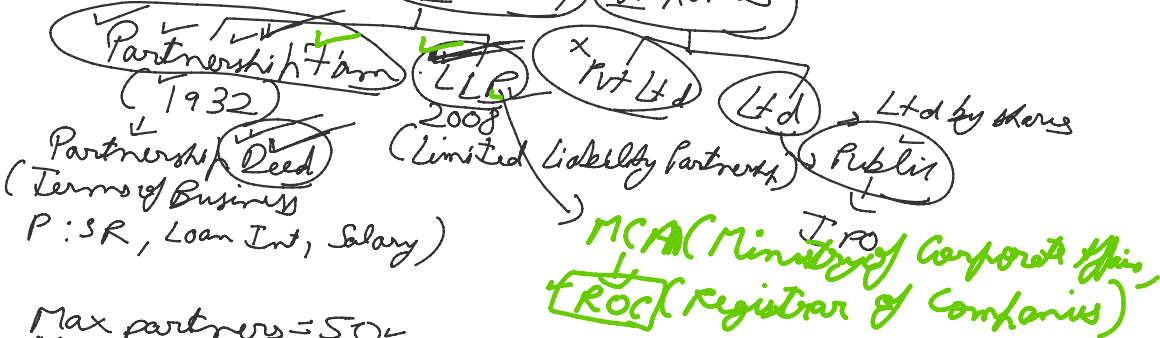 Partnership Firm LLP Pvt Ltd Ltd
(1932) 2008 Ltd by shares
Partnership Deed (Limited Liability Partnership) Public
(Terms of Business IPO
P : SR, Loan Int, Salary)
MCA (Ministry of Corporate Affairs,
ROC (Registrar of Companies)
Max partners = 50